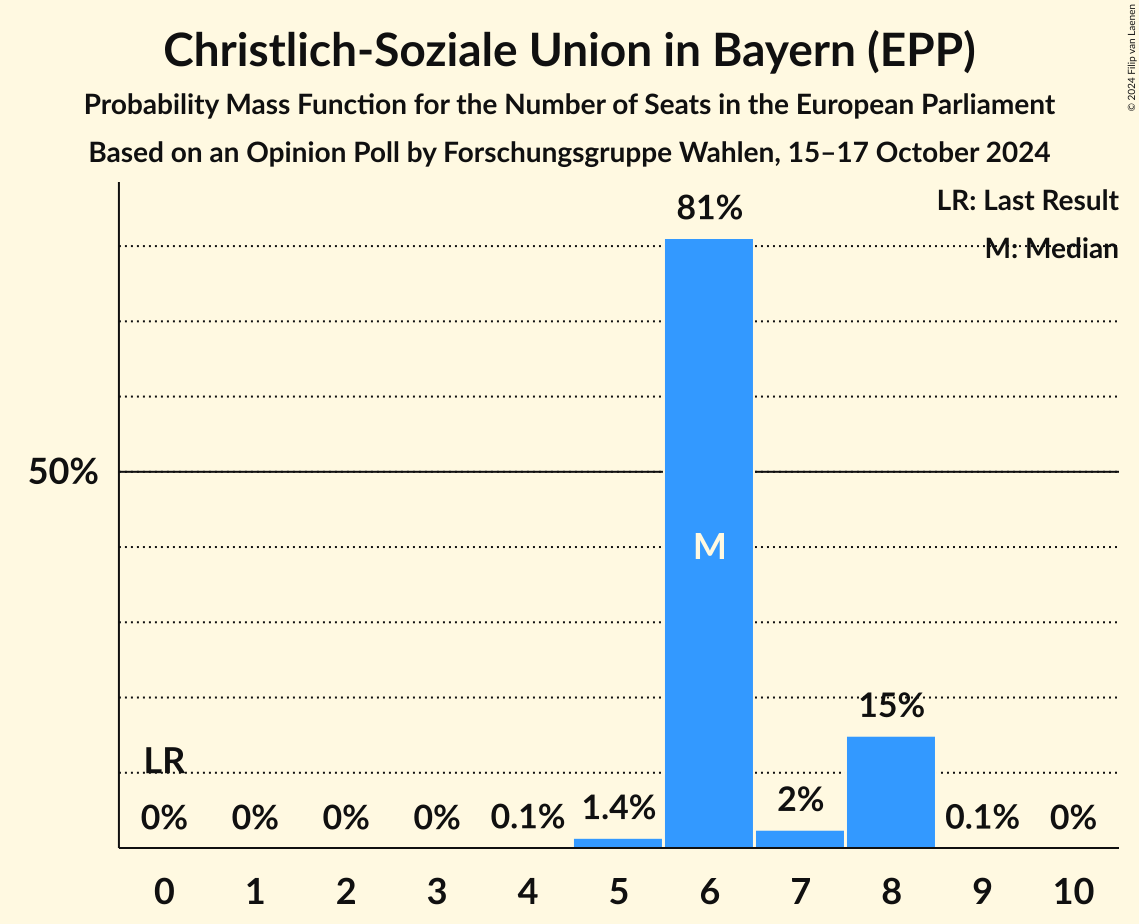 Christlich-Soziale Union in Bayern (EPP)
Probability Mass Function for the Number of Seats in the European Parliament
Based on an Opinion Poll by Forschungsgruppe Wahlen, 15–17 October 2024
© 2024 Filip van Laenen
LR: Last Result
M: Median
81%
50%
M
15%
LR
0% 0% 0% 0% 0.1% 1.4% 2% 0.1% 0%
0 1 2 3 4 5 6 7 8 9 10